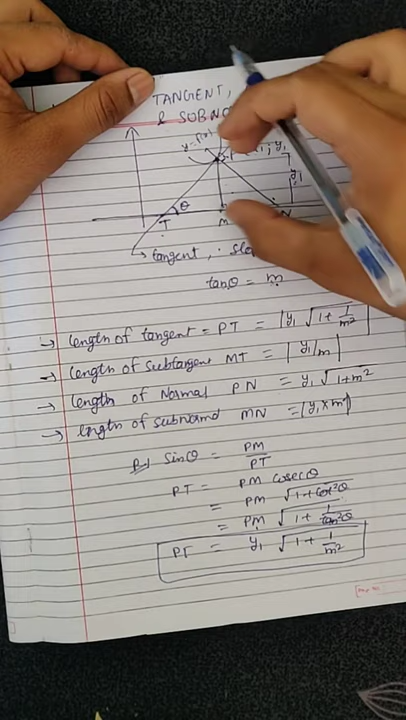 TANGENT,
& SUBNO
y=f(x)
y1
θ
T M N
→ tangent,
tanθ = m
→ length of tangent = PT = |y1 √1+1/m²|
→ length of Subtangent MT = |y1/m|
→ length of Normal PN = y1 √1+m²
→ length of subnormal MN = |y1×m|
Sinθ = PM/PT
PT = PM cosecθ
= PM √1+cot²θ
= PM √1+1/tan²θ
PT = y1 √1+1/m²